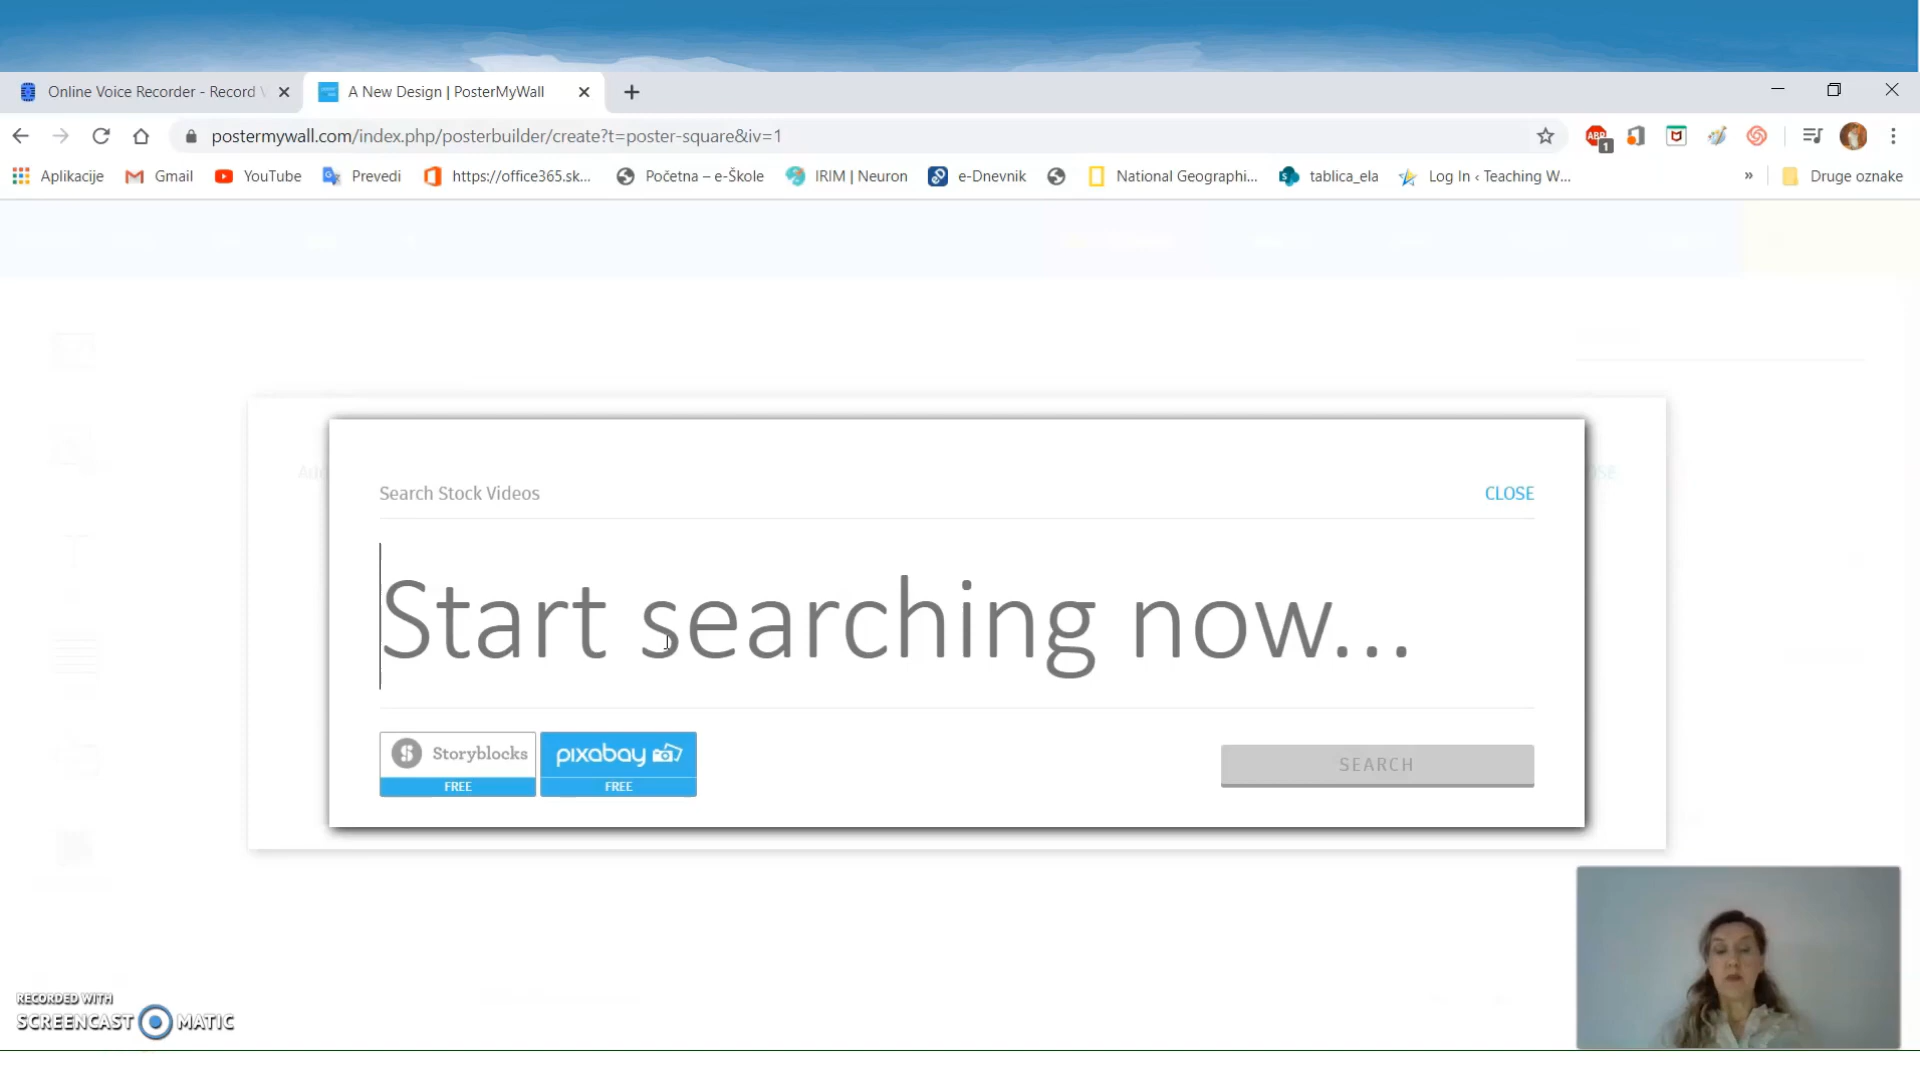 Online Voice Recorder - Record V
A New Design | PosterMyWall
postermywall.com/index.php/posterbuilder/create?t=poster-square&iv=1
ABP
1
Aplikacije
Gmail
YouTube
Prevedi
https://office365.sk...
Početna – e-Škole
IRIM | Neuron
e-Dnevnik
National Geographi...
tablica_ela
Log In ‹ Teaching W...
»
Druge oznake
Search Stock Videos
CLOSE
Start searching now...
Storyblocks
FREE
pixabay
FREE
SEARCH
RECORDED WITH
SCREENCAST MATIC